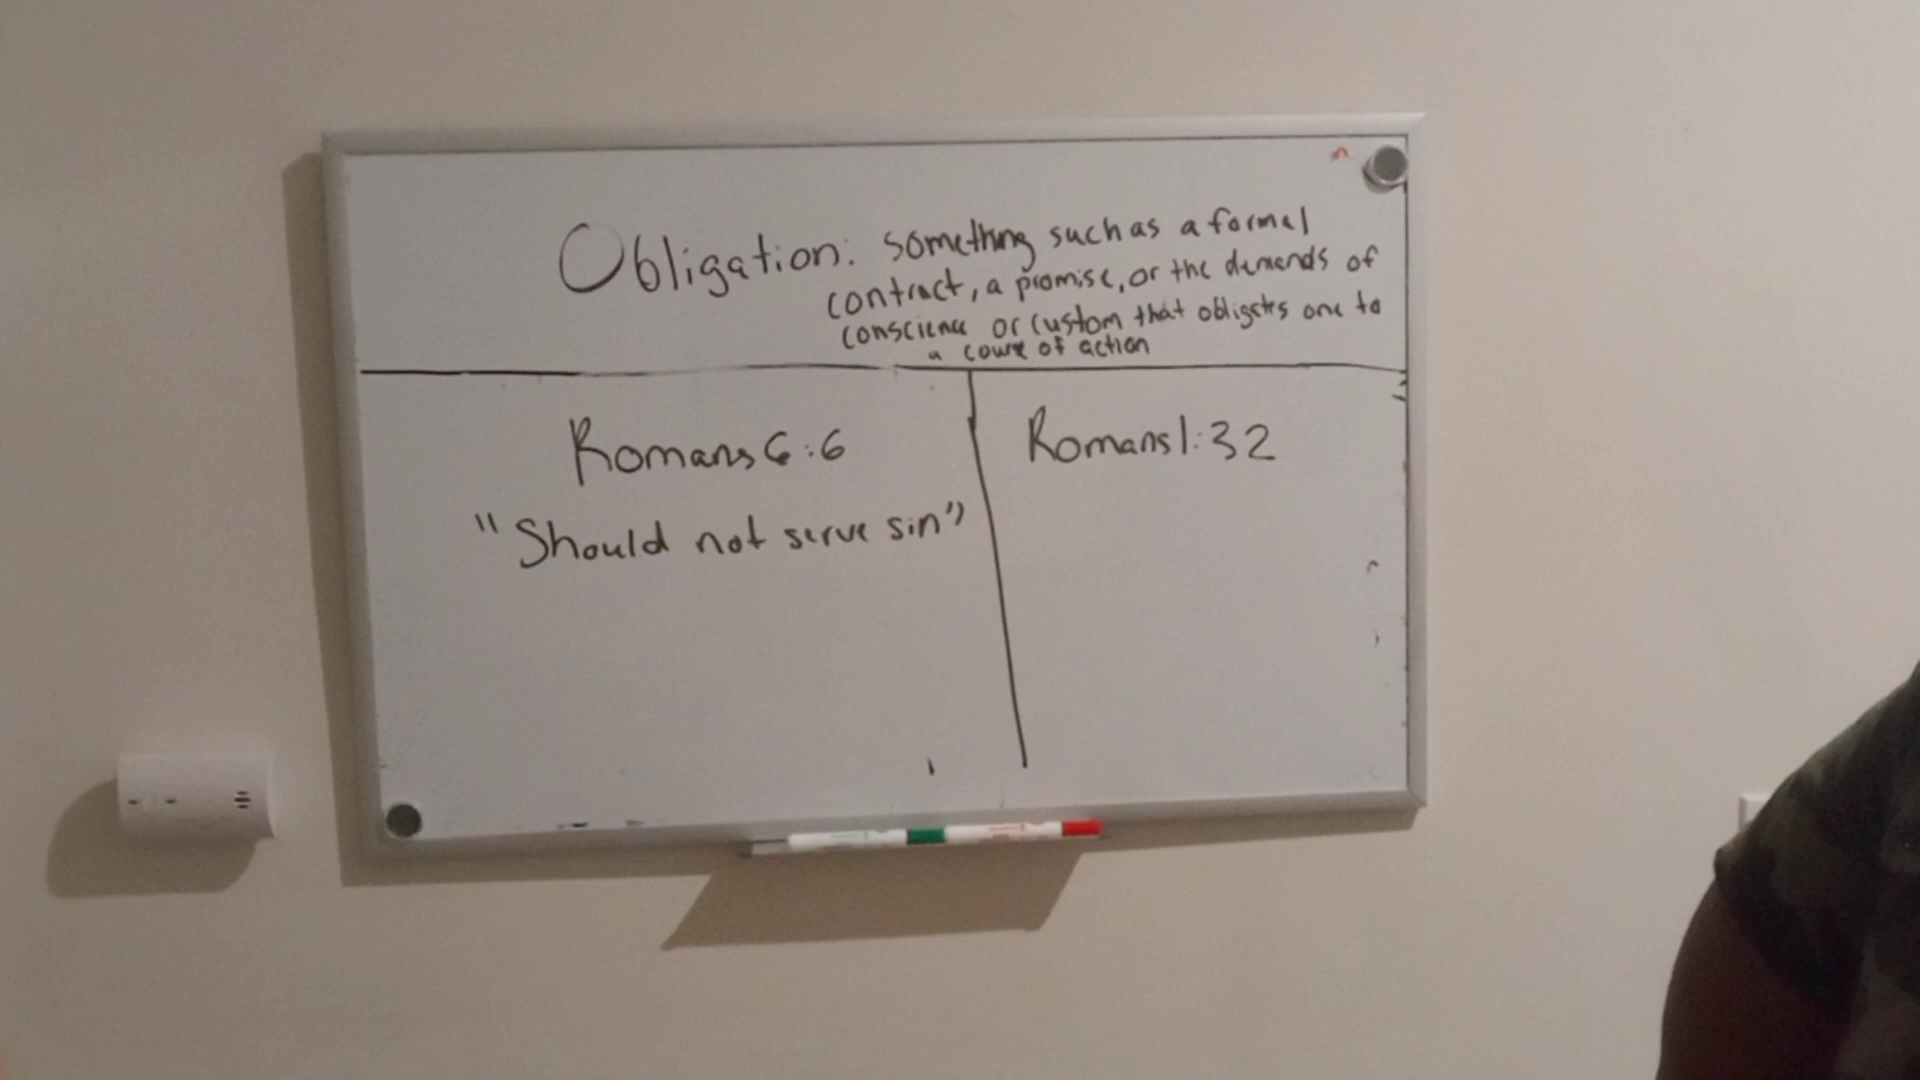 Obligation: something such as a formal
contract, a promise, or the demands of
conscience or custom that obligates one to
a course of action
Romans 6:6
"Should not serve sin"
Romans 1:32